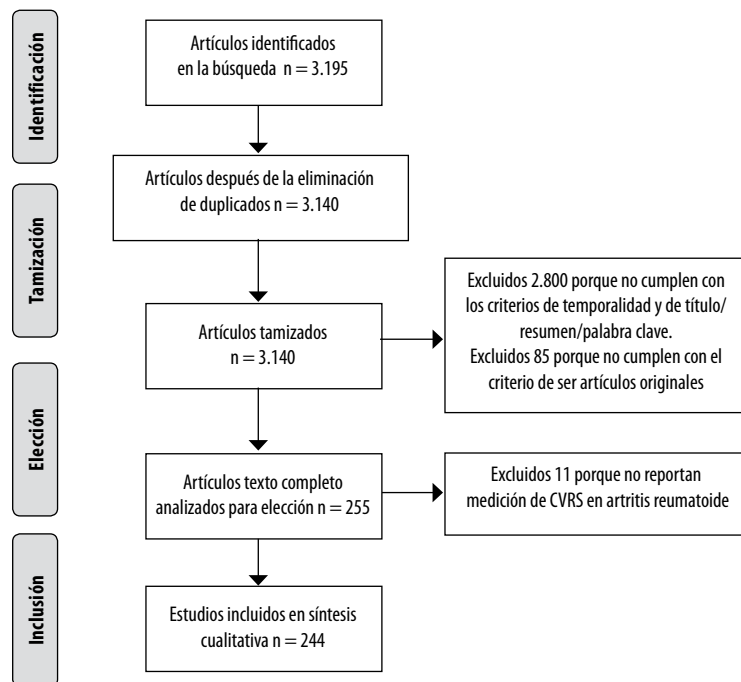 Identificación
Artículos identificados
en la búsqueda n = 3.195
Artículos después de la eliminación
de duplicados n = 3.140
Tamización
Artículos tamizados
n = 3.140
Excluidos 2.800 porque no cumplen con
los criterios de temporalidad y de título/
resumen/palabra clave.
Excluidos 85 porque no cumplen con el
criterio de ser artículos originales
Elección
Artículos texto completo
analizados para elección n = 255
Excluidos 11 porque no reportan
medición de CVRS en artritis reumatoide
Inclusión
Estudios incluidos en síntesis
cualitativa n = 244